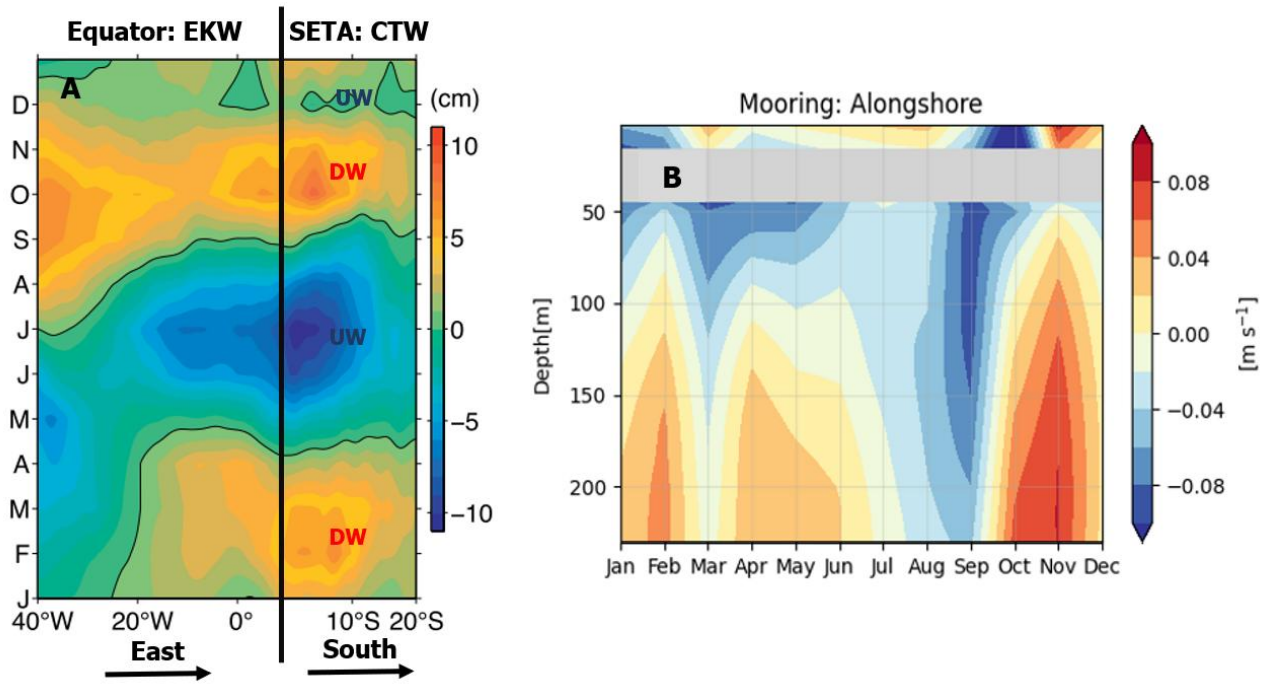 Equator: EKW
SETA: CTW
A
UW
(cm)
D
N
O
S
A
J
J
M
A
M
F
J
DW
UW
DW
10
5
0
−5
−10
40°W
20°W
0°
10°S
20°S
East
South
Mooring: Alongshore
B
Depth[m]
50
100
150
200
Jan
Feb
Mar
Apr
May
Jun
Jul
Aug
Sep
Oct
Nov
Dec
0.08
0.04
0.00
−0.04
−0.08
[m s⁻¹]